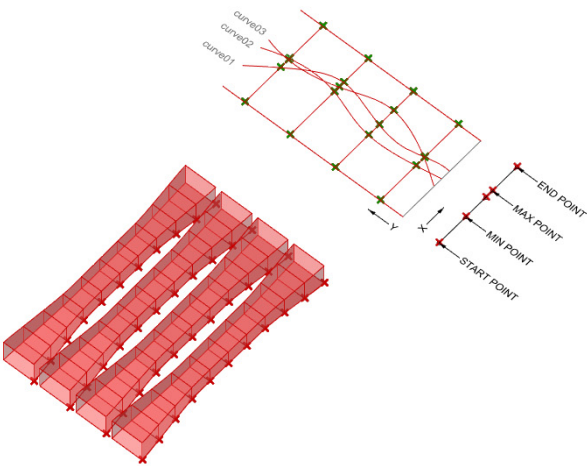 curve03
curve02
curve01
Y
X
END POINT
MAX POINT
MIN POINT
START POINT